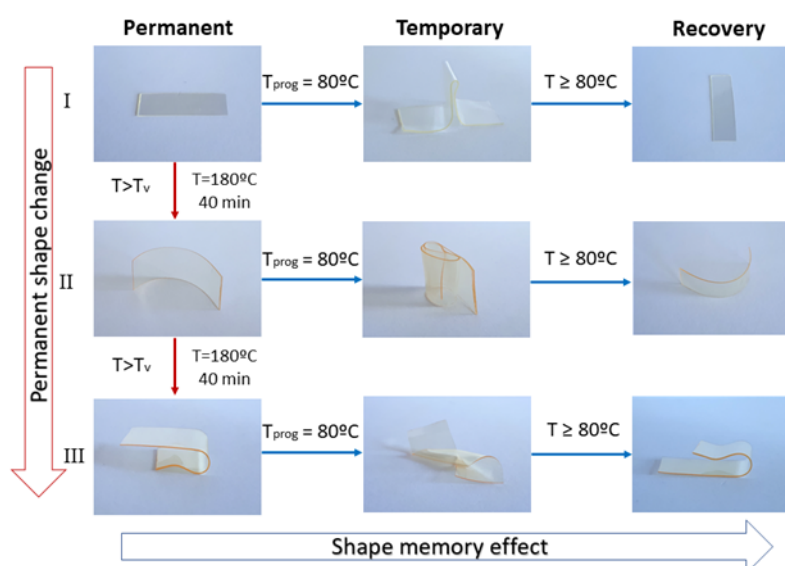 Permanent
Temporary
Recovery
Permanent shape change
I
Tprog = 80ºC
T ≥ 80ºC
T>Tv
T=180ºC
40 min
II
Tprog = 80ºC
T ≥ 80ºC
T>Tv
T=180ºC
40 min
III
Tprog = 80ºC
T ≥ 80ºC
Shape memory effect